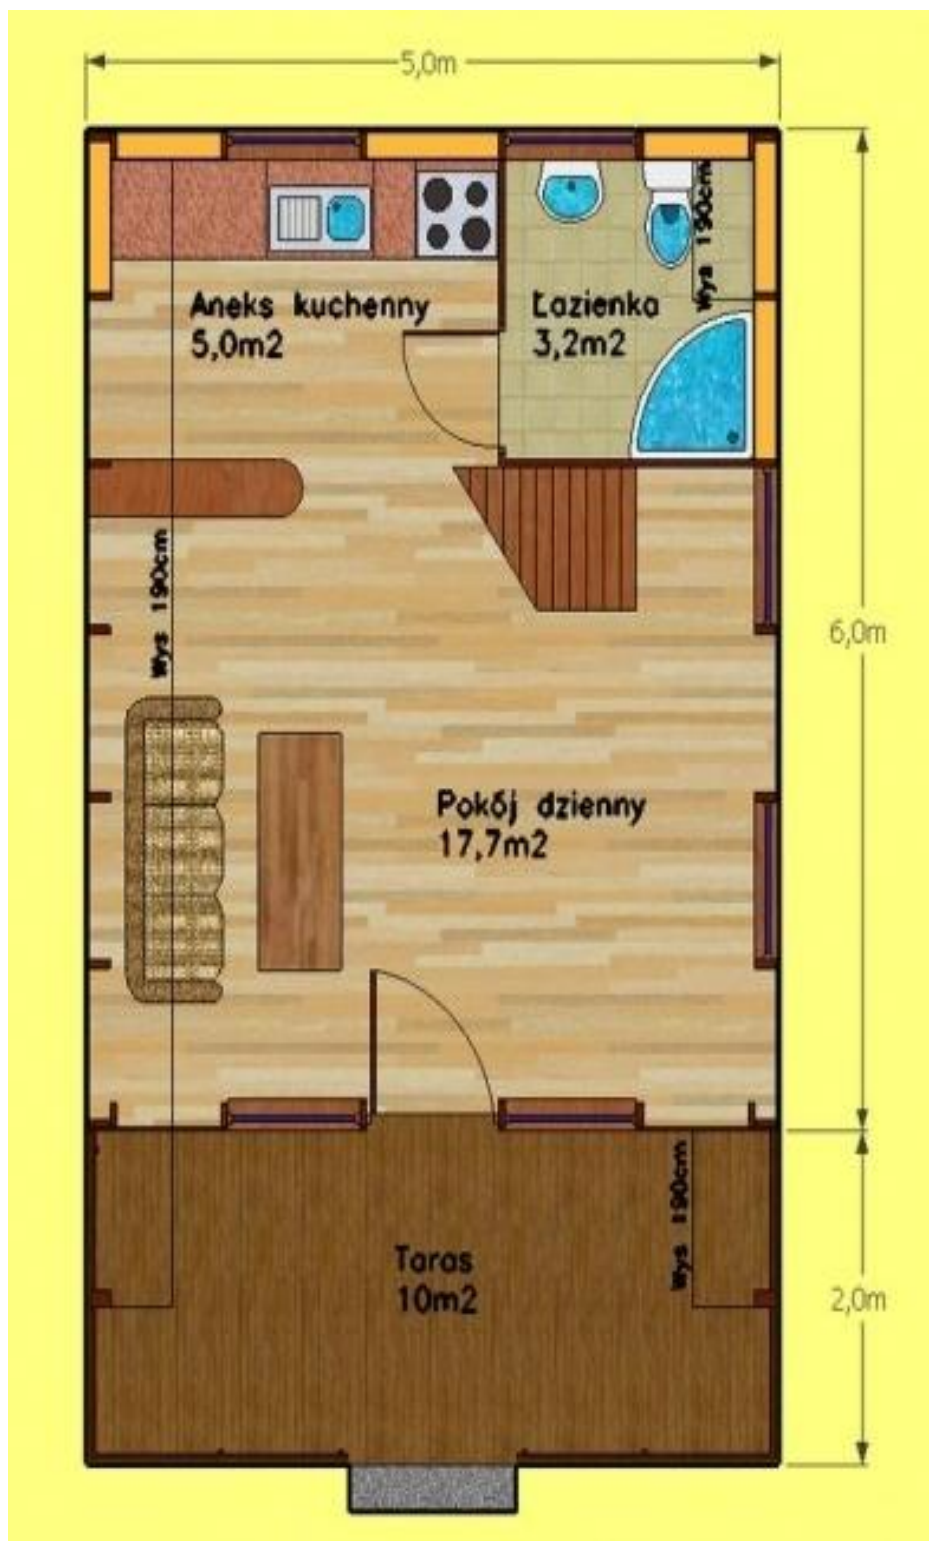 5,0m
Wys 190cm
Aneks kuchenny
5,0m2
Łazienka
3,2m2
Wys 190cm
6,0m
Pokój dzienny
17,7m2
Wys 190cm
Taras
10m2
2,0m